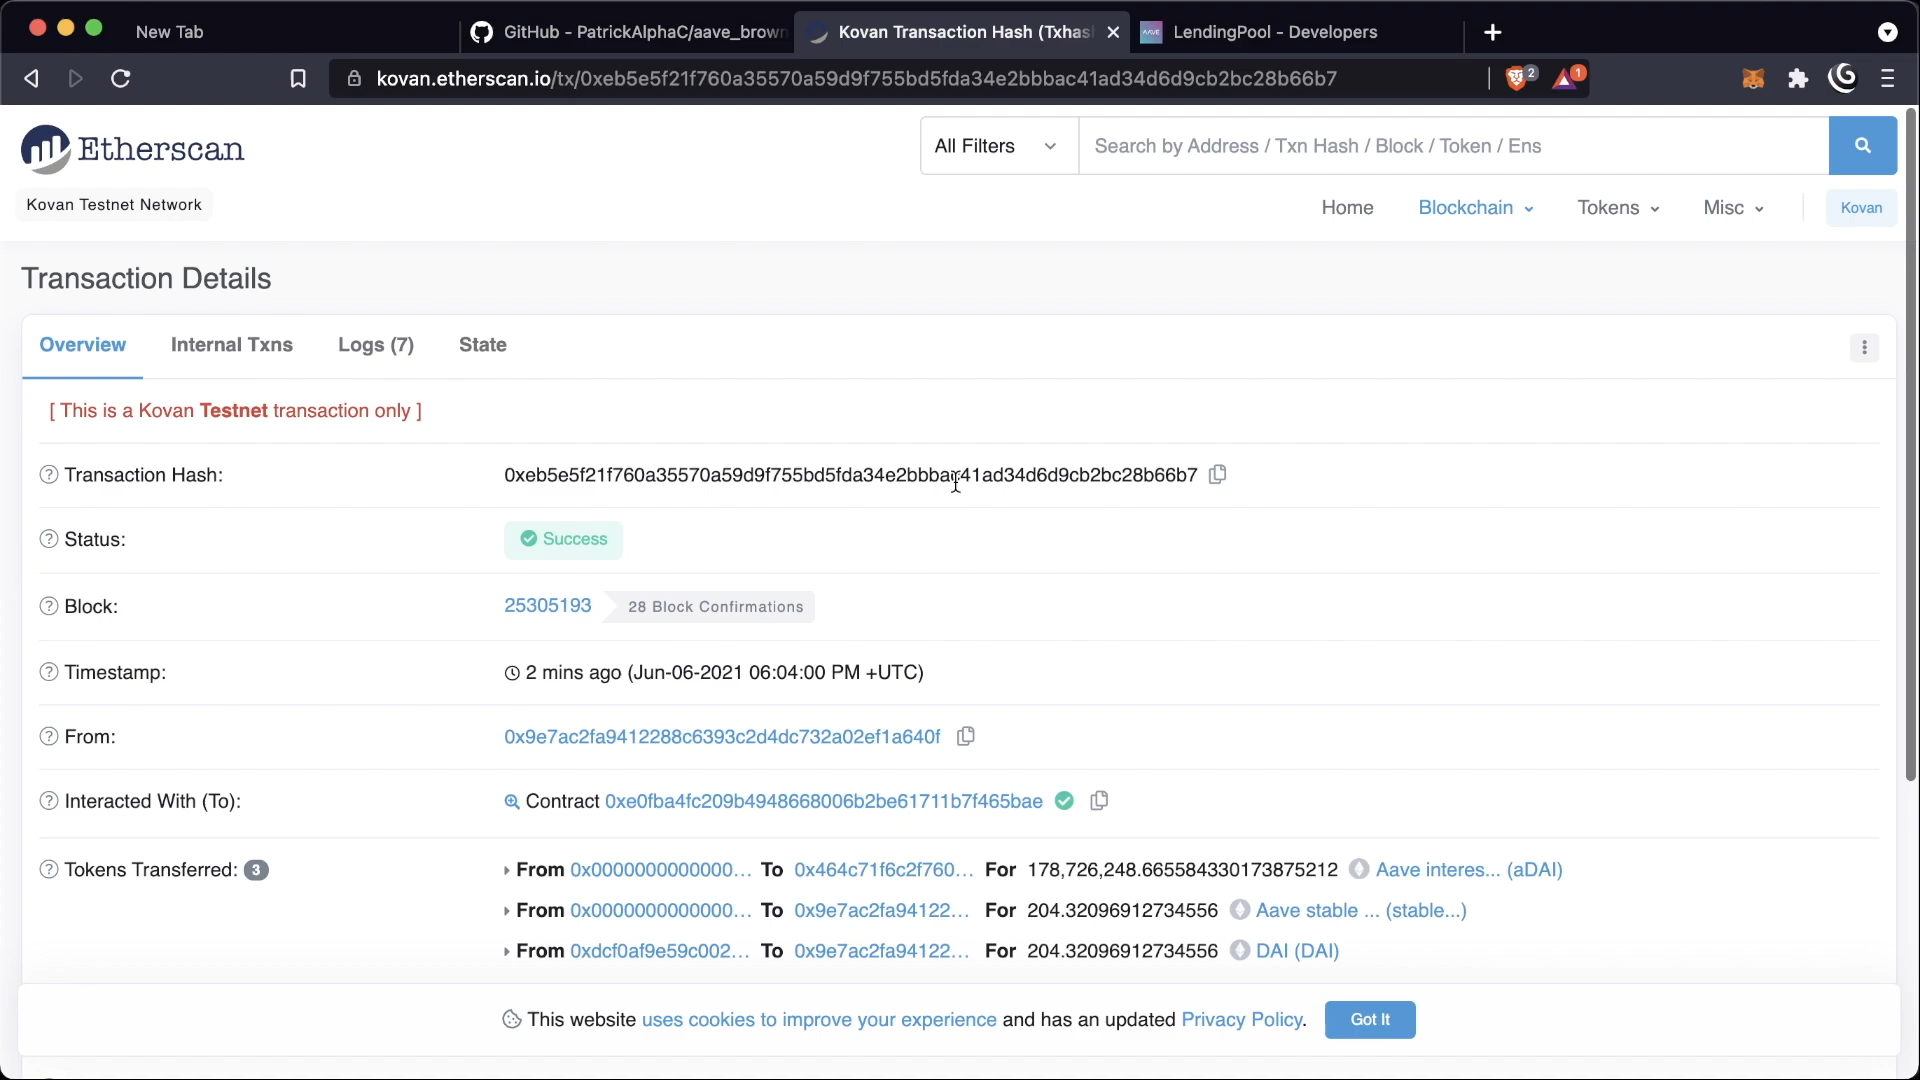 New Tab
GitHub - PatrickAlphaC/aave_brown
Kovan Transaction Hash (Txhas
LendingPool - Developers
kovan.etherscan.io/tx/0xeb5e5f21f760a35570a59d9f755bd5fda34e2bbbac41ad34d6d9cb2bc28b66b7
2
1
Etherscan
All Filters
Search by Address / Txn Hash / Block / Token / Ens
Kovan Testnet Network
Home
Blockchain
Tokens
Misc
Kovan
Transaction Details
Overview
Internal Txns
Logs (7)
State
[ This is a Kovan Testnet transaction only ]
Transaction Hash:
0xeb5e5f21f760a35570a59d9f755bd5fda34e2bbbac41ad34d6d9cb2bc28b66b7
Status:
Success
Block:
25305193
28 Block Confirmations
Timestamp:
2 mins ago (Jun-06-2021 06:04:00 PM +UTC)
From:
0x9e7ac2fa9412288c6393c2d4dc732a02ef1a640f
Interacted With (To):
Contract 0xe0fba4fc209b4948668006b2be61711b7f465bae
Tokens Transferred: 3
From 0x0000000000000... To 0x464c71f6c2f760... For 178,726,248.665584330173875212 Aave interes... (aDAI)
From 0x0000000000000... To 0x9e7ac2fa94122... For 204.32096912734556 Aave stable ... (stable...)
From 0xdcf0af9e59c002... To 0x9e7ac2fa94122... For 204.32096912734556 DAI (DAI)
This website uses cookies to improve your experience and has an updated Privacy Policy.
Got It